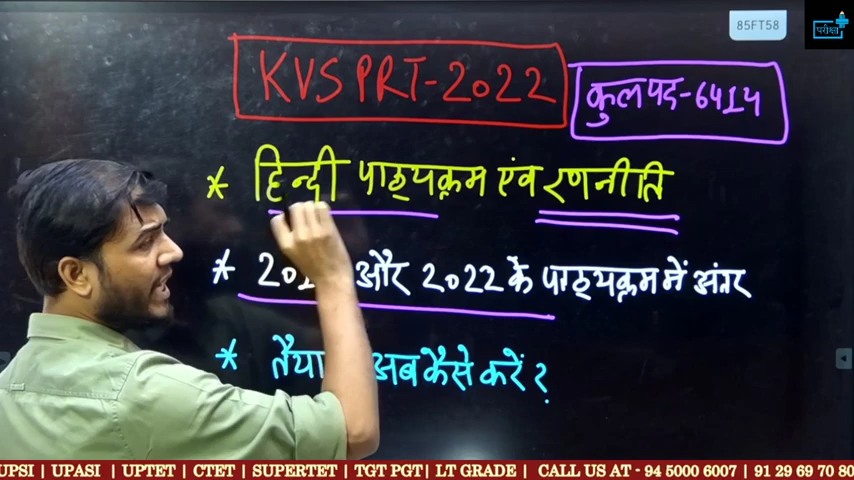 85FT58
परीक्षा
KVS PRT-2022
कुल पद-6414
* हिन्दी पाठ्यक्रम एंव रणनीति
* और 2022 के पाठ्यक्रम में अंतर
* अब कैसे करें?
UPSI | UPASI | UPTET | CTET | SUPERTET | TGT PGT| LT GRADE | CALL US AT - 94 5000 6007 | 91 29 69 70 80